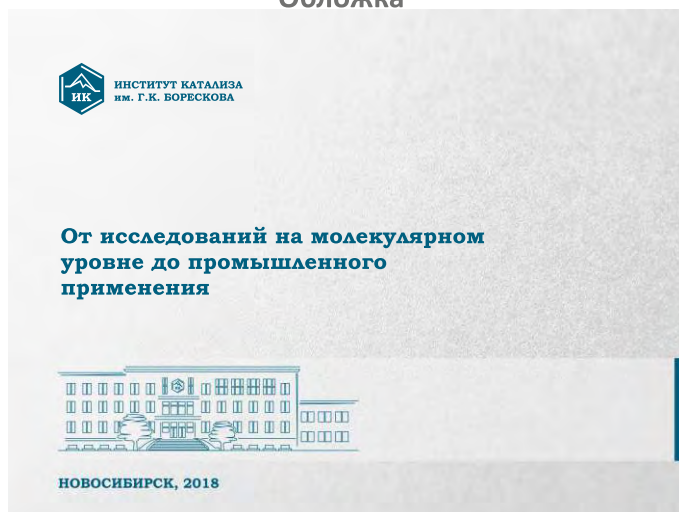 Обложка
ИК
ИНСТИТУТ КАТАЛИЗА
им. Г.К. БОРЕСКОВА
От исследований на молекулярном
уровне до промышленного
применения
НОВОСИБИРСК, 2018